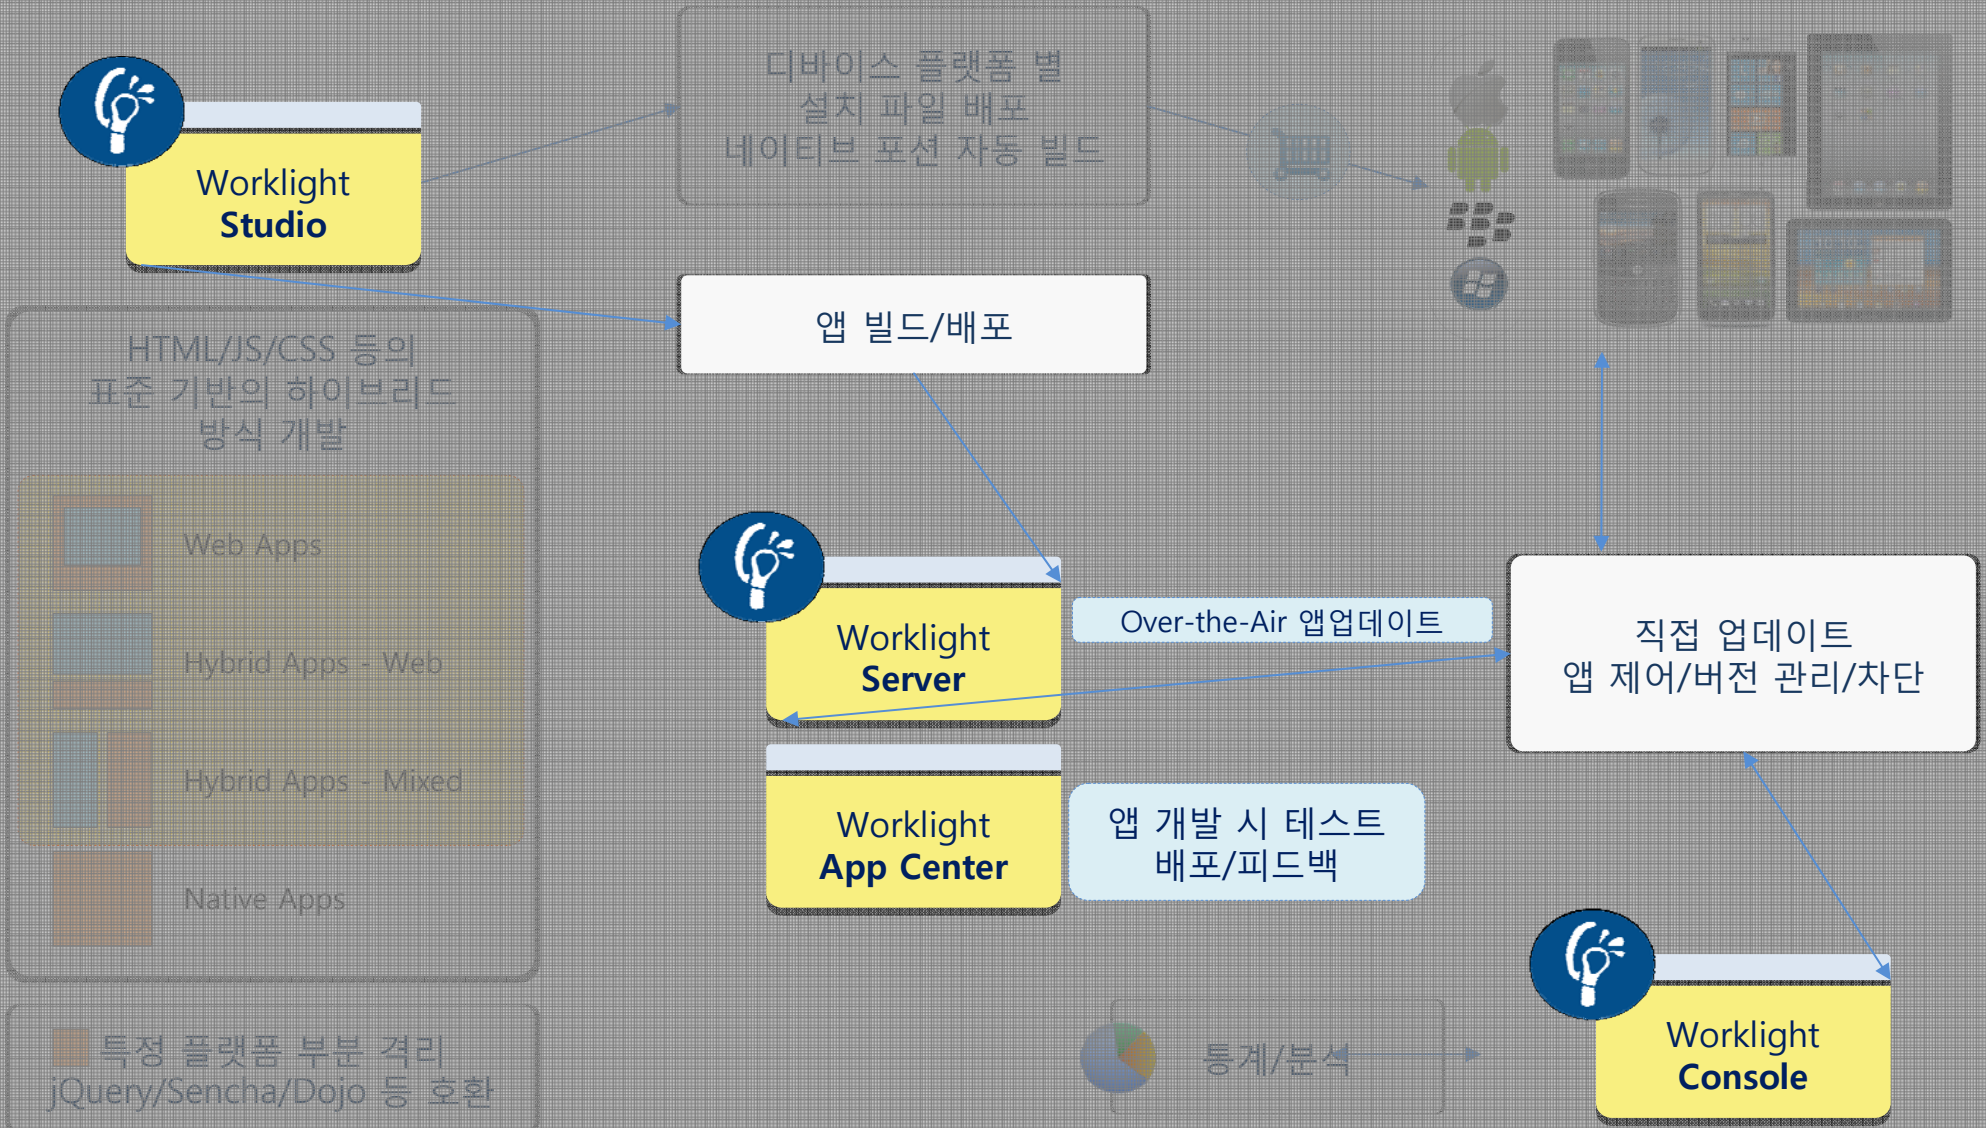 디바이스 플랫폼 별
설치 파일 배포
네이티브 포션 자동 빌드
Worklight
Studio
앱 빌드/배포
HTML/JS/CSS 등의
표준 기반의 하이브리드
방식 개발
Web Apps
Hybrid Apps - Web
Hybrid Apps - Mixed
Native Apps
특정 플랫폼 부분 격리
jQuery/Sencha/Dojo 등 호환
Worklight
Server
Over-the-Air 앱업데이트
직접 업데이트
앱 제어/버전 관리/차단
Worklight
App Center
앱 개발 시 테스트
배포/피드백
통계/분석
Worklight
Console